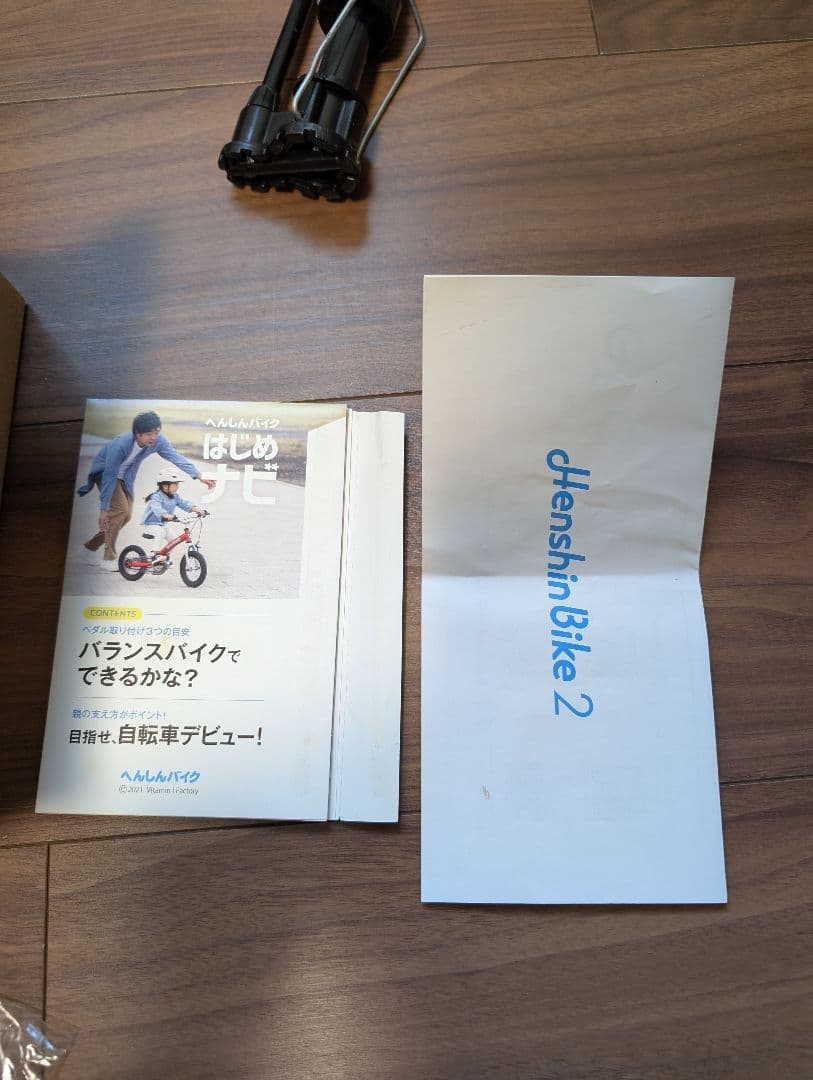 へんしんバイク
はじめ
ナビ
CONTENTS
ペダル取り付け3つの目安
バランスバイクで
できるかな?
親の支え方がポイント!
目指せ、自転車デビュー!
へんしんバイク
©2021 Vitamin i Factory
Henshin Bike 2